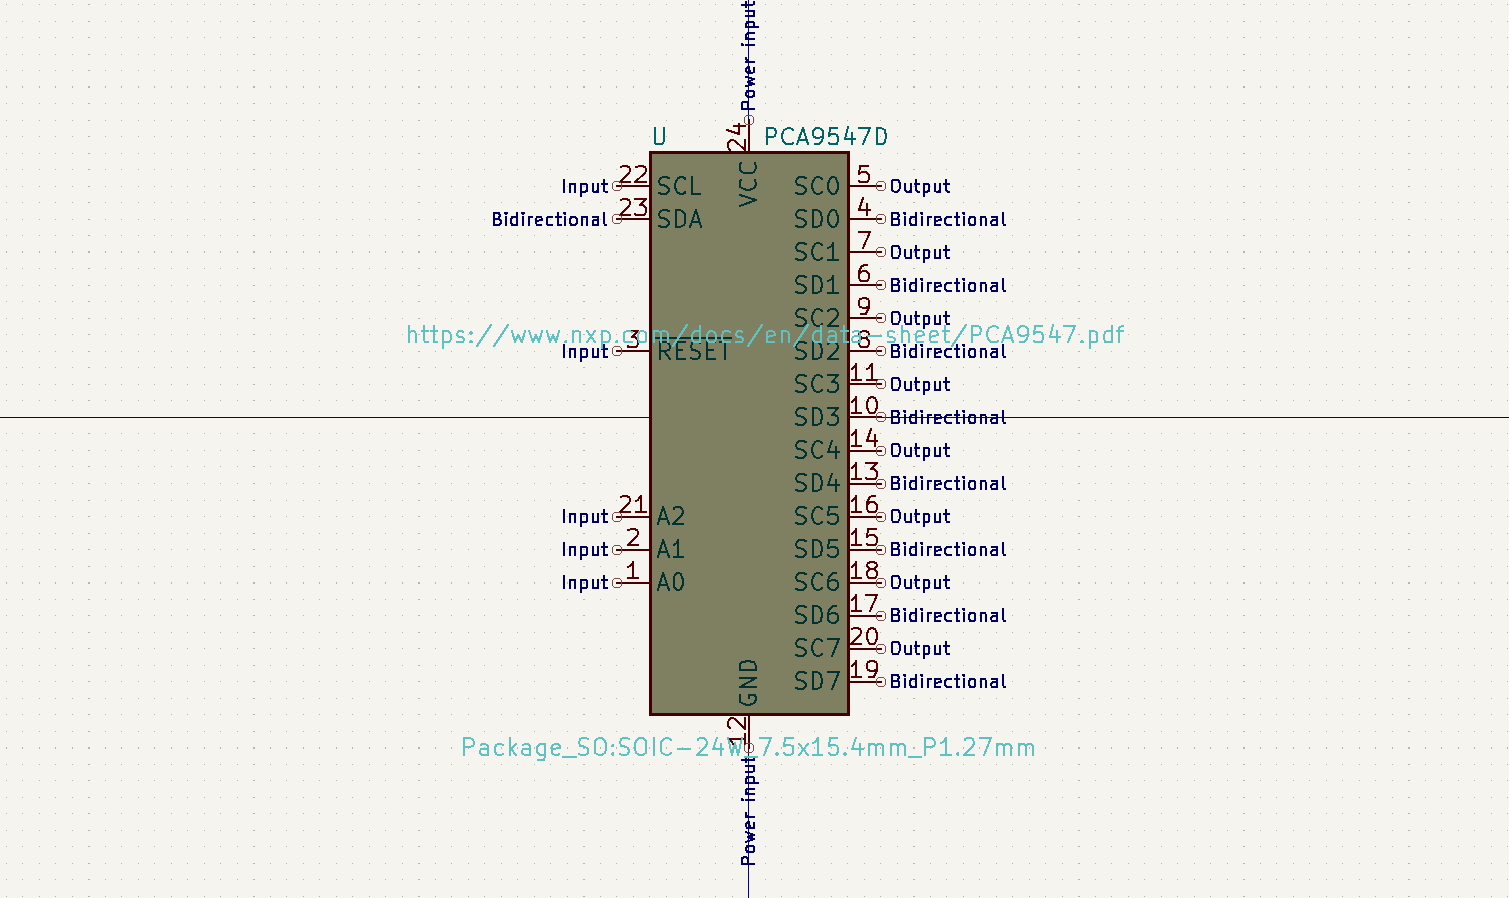 Power input
24
U PCA9547D
VCC
Input 22 SCL SC0 5 Output
Bidirectional 23 SDA SD0 4 Bidirectional
SC1 7 Output
SD1 6 Bidirectional
SC2 9 Output
https://www.nxp.com/docs/en/data-sheet/PCA9547.pdf
Input 3 RESET SD2 8 Bidirectional
SC3 11 Output
SD3 10 Bidirectional
SC4 14 Output
SD4 13 Bidirectional
Input 21 A2 SC5 16 Output
Input 2 A1 SD5 15 Bidirectional
Input 1 A0 SC6 18 Output
SD6 17 Bidirectional
SC7 20 Output
SD7 19 Bidirectional
GND
12
Package_SO:SOIC-24W_7.5x15.4mm_P1.27mm
Power input